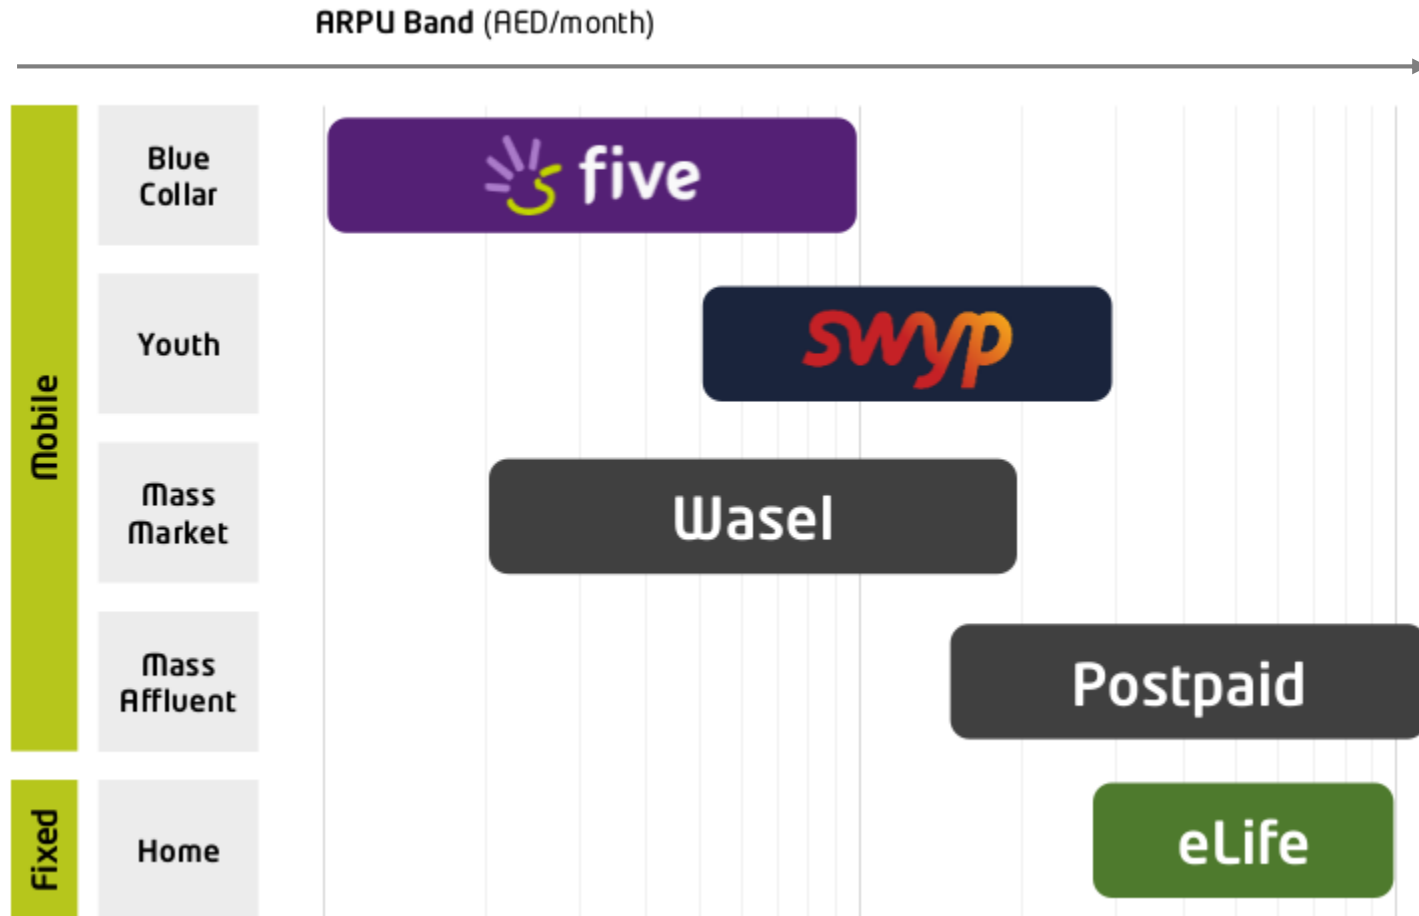 ARPU Band (AED/month)
Mobile
Blue
Collar
five
Youth
swyp
Mass
Market
Wasel
Mass
Affluent
Postpaid
Fixed
Home
eLife